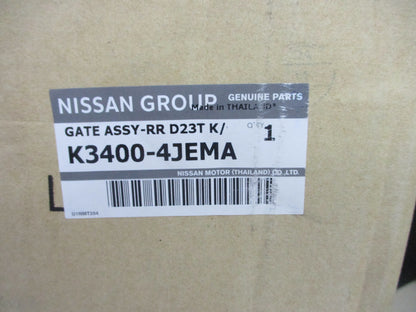 NISSAN GROUP GENUINE PARTS
Made in THAILAND*
GATE ASSY-RR D23T K/ Q'TY 1
K3400-4JEMA
NISSAN MOTOR (THAILAND) CO.,LTD.